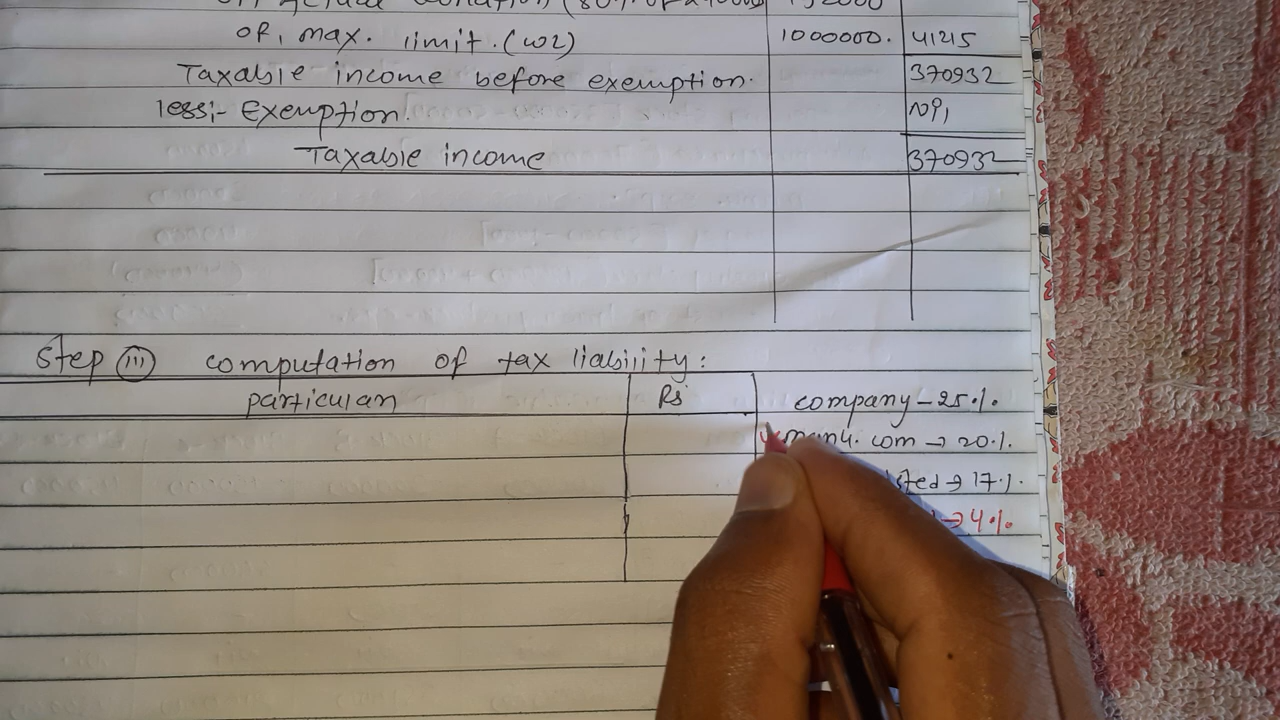 of, max. limit. (W2) 1000000. 41215
Taxable income before exemption. 370932
less;- Exemption. Nil
Taxable income 370932
Step (III) computation of tax liability:
particular Rs company - 25%
com → 20%.
→ 17%.
→ 4%